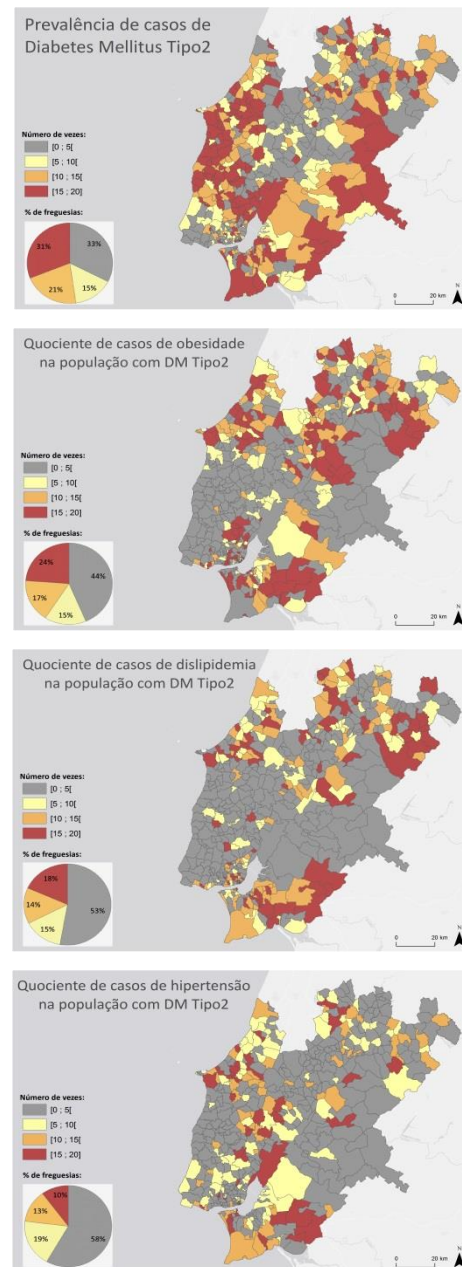 Prevalência de casos de
Diabetes Mellitus Tipo2
Número de vezes:
[0 ; 5[
[5 ; 10[
[10 ; 15[
[15 ; 20]
% de freguesias:
31%
33%
21%
15%
N
0
20 km
Quociente de casos de obesidade
na população com DM Tipo2
Número de vezes:
[0 ; 5[
[5 ; 10[
[10 ; 15[
[15 ; 20]
% de freguesias:
24%
44%
17%
15%
N
0
20 km
Quociente de casos de dislipidemia
na população com DM Tipo2
Número de vezes:
[0 ; 5[
[5 ; 10[
[10 ; 15[
[15 ; 20]
% de freguesias:
18%
14%
53%
15%
N
0
20 km
Quociente de casos de hipertensão
na população com DM Tipo2
Número de vezes:
[0 ; 5[
[5 ; 10[
[10 ; 15[
[15 ; 20]
% de freguesias:
10%
13%
19%
58%
N
0
20 km